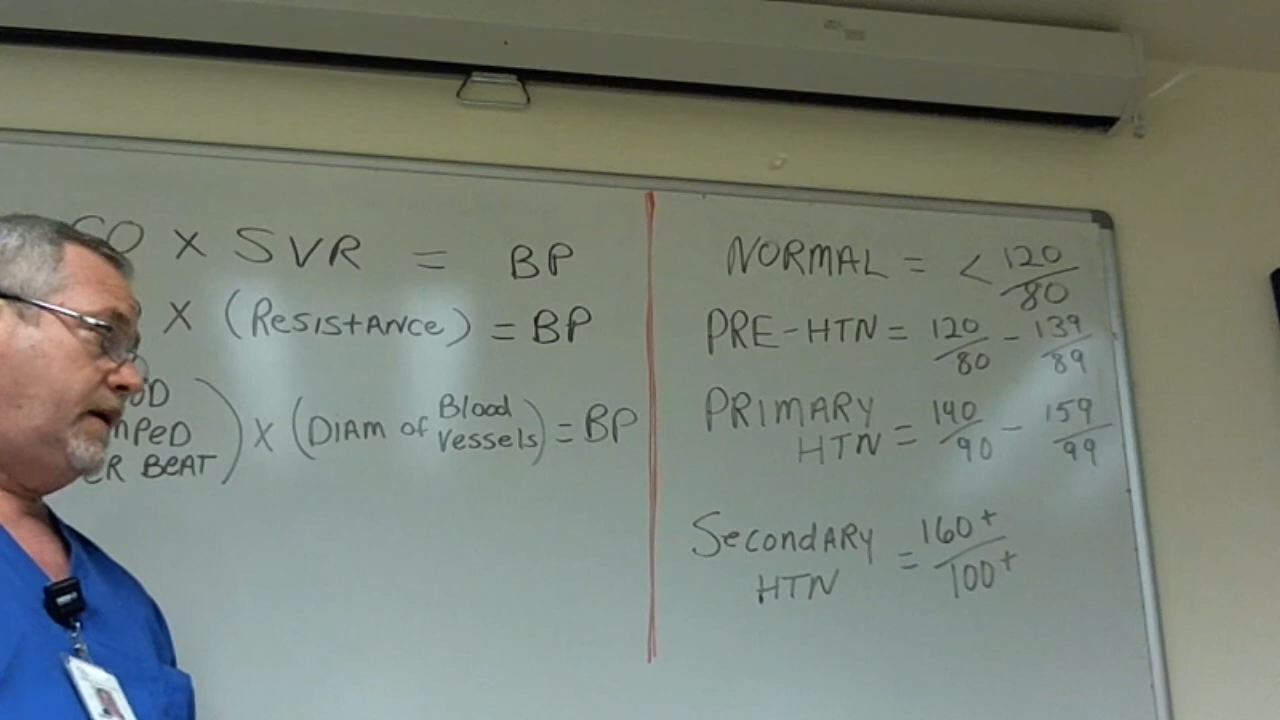 CO X SVR = BP
X (Resistance) = BP
BEAT) X (Diam of Blood Vessels) = BP
NORMAL = < 120/80
PRE-HTN = 120/80 - 139/89
PRIMARY HTN = 140/90 - 159/99
Secondary HTN = 160+/100+